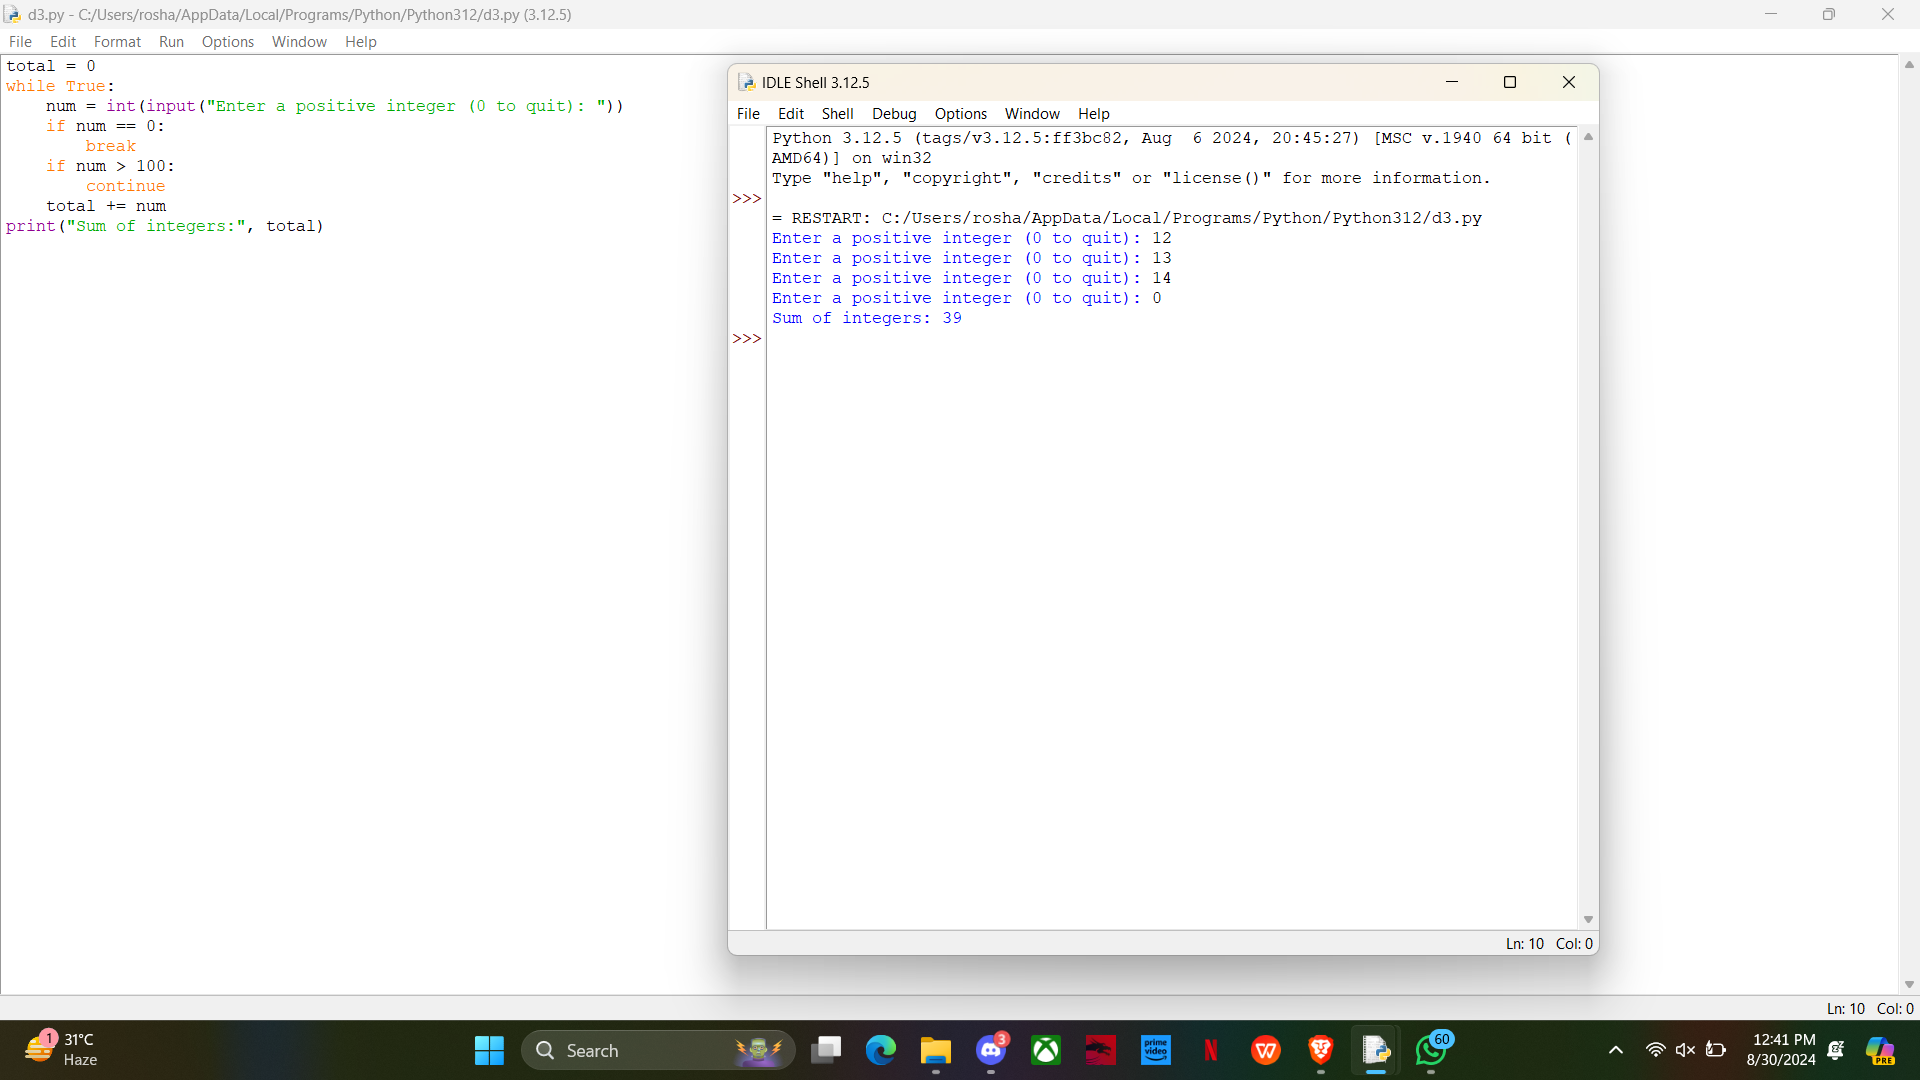 d3.py - C:/Users/rosha/AppData/Local/Programs/Python/Python312/d3.py (3.12.5)
File Edit Format Run Options Window Help
total = 0
while True:
    num = int(input("Enter a positive integer (0 to quit): "))
    if num == 0:
        break
    if num > 100:
        continue
    total += num
print("Sum of integers:", total)
IDLE Shell 3.12.5
File Edit Shell Debug Options Window Help
Python 3.12.5 (tags/v3.12.5:ff3bc82, Aug  6 2024, 20:45:27) [MSC v.1940 64 bit (
AMD64)] on win32
Type "help", "copyright", "credits" or "license()" for more information.
>>>
= RESTART: C:/Users/rosha/AppData/Local/Programs/Python/Python312/d3.py
Enter a positive integer (0 to quit): 12
Enter a positive integer (0 to quit): 13
Enter a positive integer (0 to quit): 14
Enter a positive integer (0 to quit): 0
Sum of integers: 39
>>>
Ln: 10 Col: 0
Ln: 10 Col: 0
1
31°C
Haze
Search
3
prime video
N
W
60
12:41 PM
8/30/2024
PRE